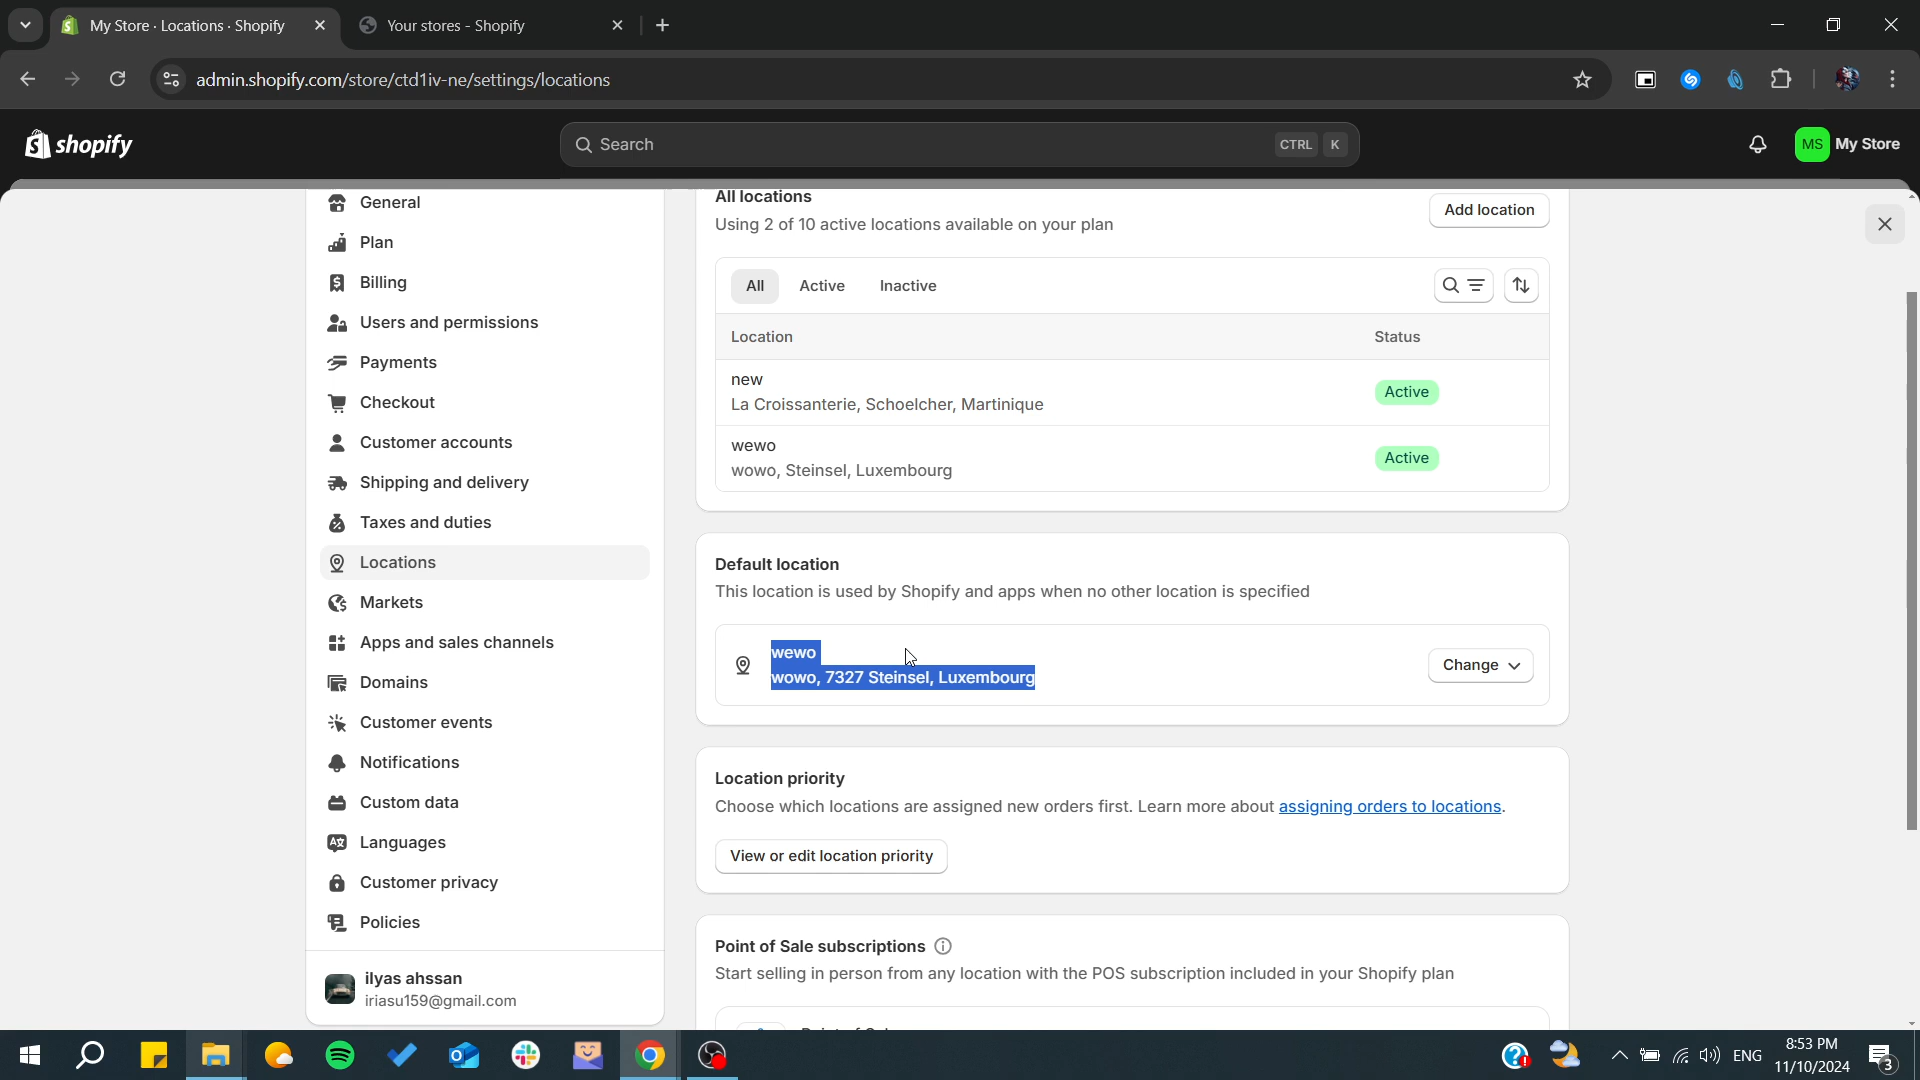 My Store · Locations · Shopify
Your stores - Shopify
admin.shopify.com/store/ctd1iv-ne/settings/locations
shopify
Search
CTRL K
MS My Store
General
Plan
Billing
Users and permissions
Payments
Checkout
Customer accounts
Shipping and delivery
Taxes and duties
Locations
Markets
Apps and sales channels
Domains
Customer events
Notifications
Custom data
Languages
Customer privacy
Policies
ilyas ahssan
iriasu159@gmail.com
All locations
Using 2 of 10 active locations available on your plan
Add location
All Active Inactive
Location Status
new
La Croissanterie, Schoelcher, Martinique
Active
wewo
wowo, Steinsel, Luxembourg
Active
Default location
This location is used by Shopify and apps when no other location is specified
wewo
wowo, 7327 Steinsel, Luxembourg
Change
Location priority
Choose which locations are assigned new orders first. Learn more about assigning orders to locations.
View or edit location priority
Point of Sale subscriptions
Start selling in person from any location with the POS subscription included in your Shopify plan
ENG
8:53 PM
11/10/2024
3